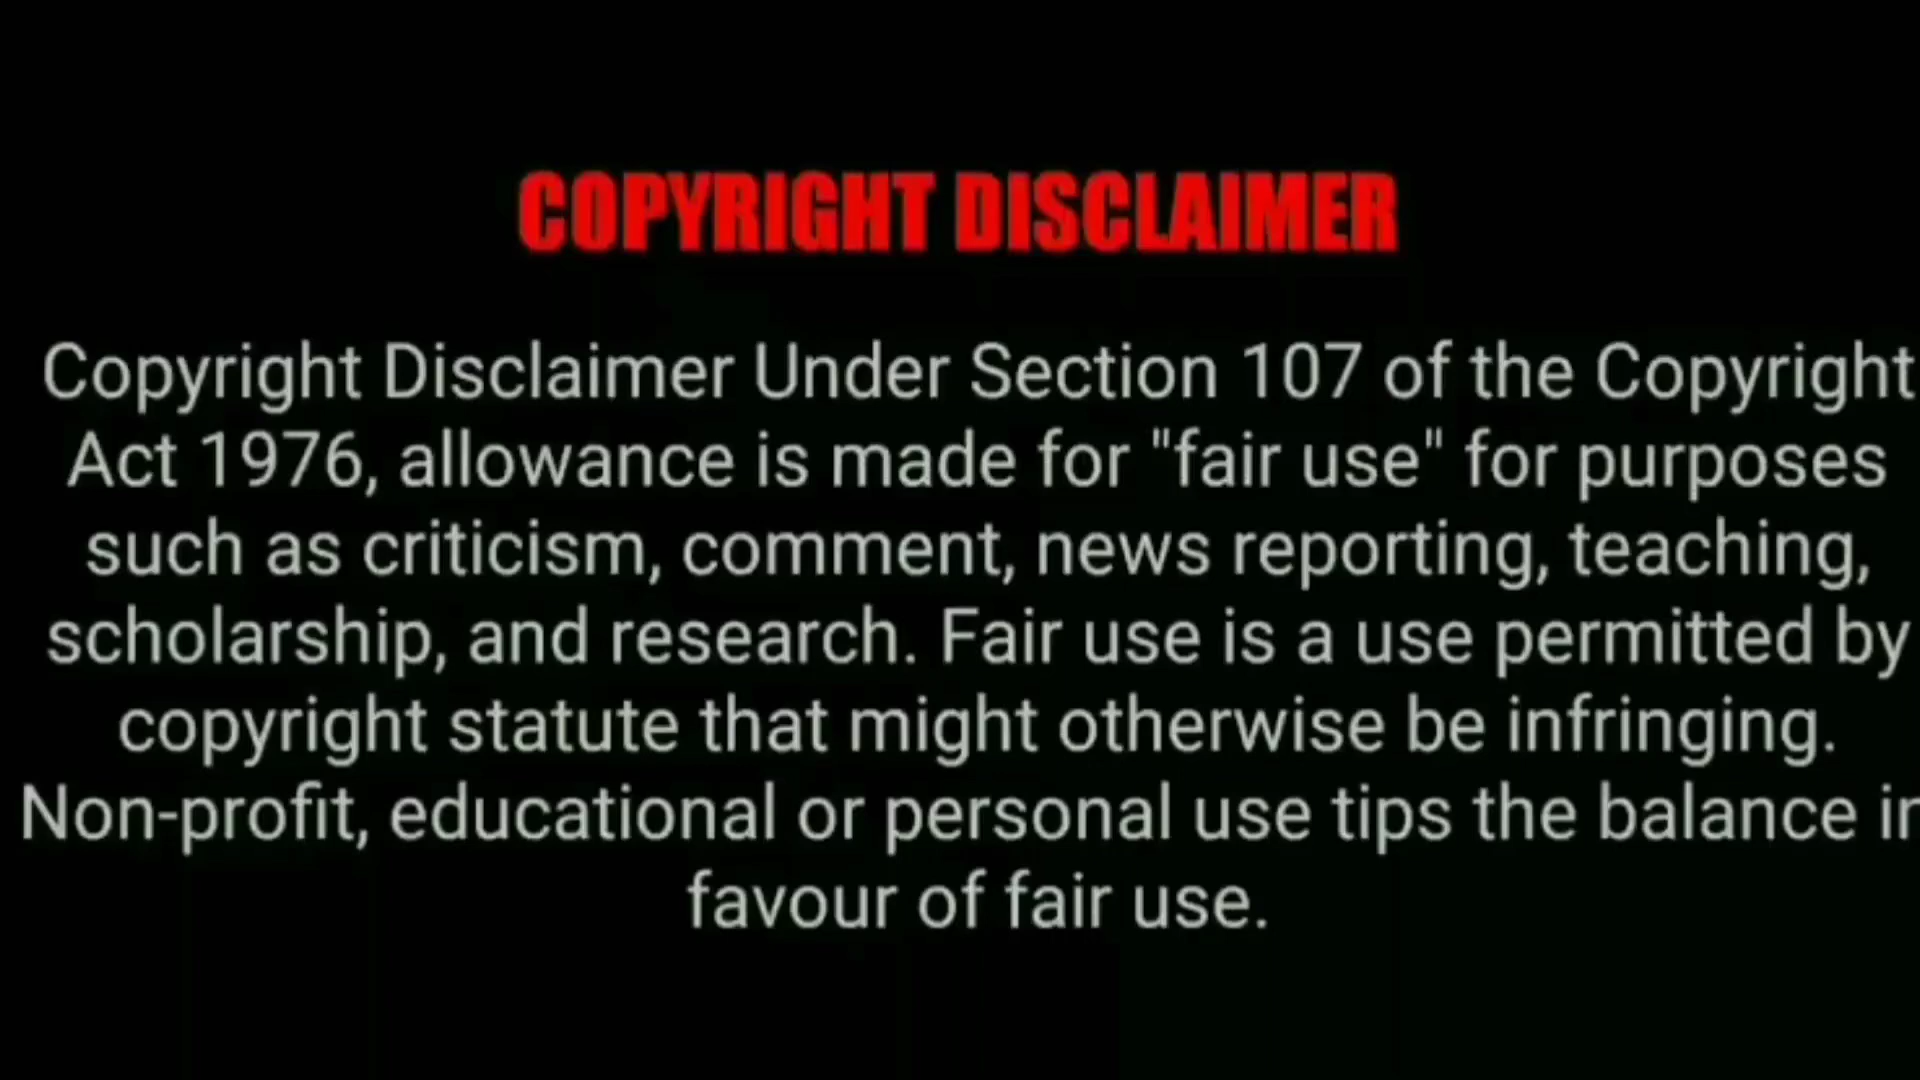 COPYRIGHT DISCLAIMER
Copyright Disclaimer Under Section 107 of the Copyright
Act 1976, allowance is made for "fair use" for purposes
such as criticism, comment, news reporting, teaching,
scholarship, and research. Fair use is a use permitted by
copyright statute that might otherwise be infringing.
Non-profit, educational or personal use tips the balance in
favour of fair use.